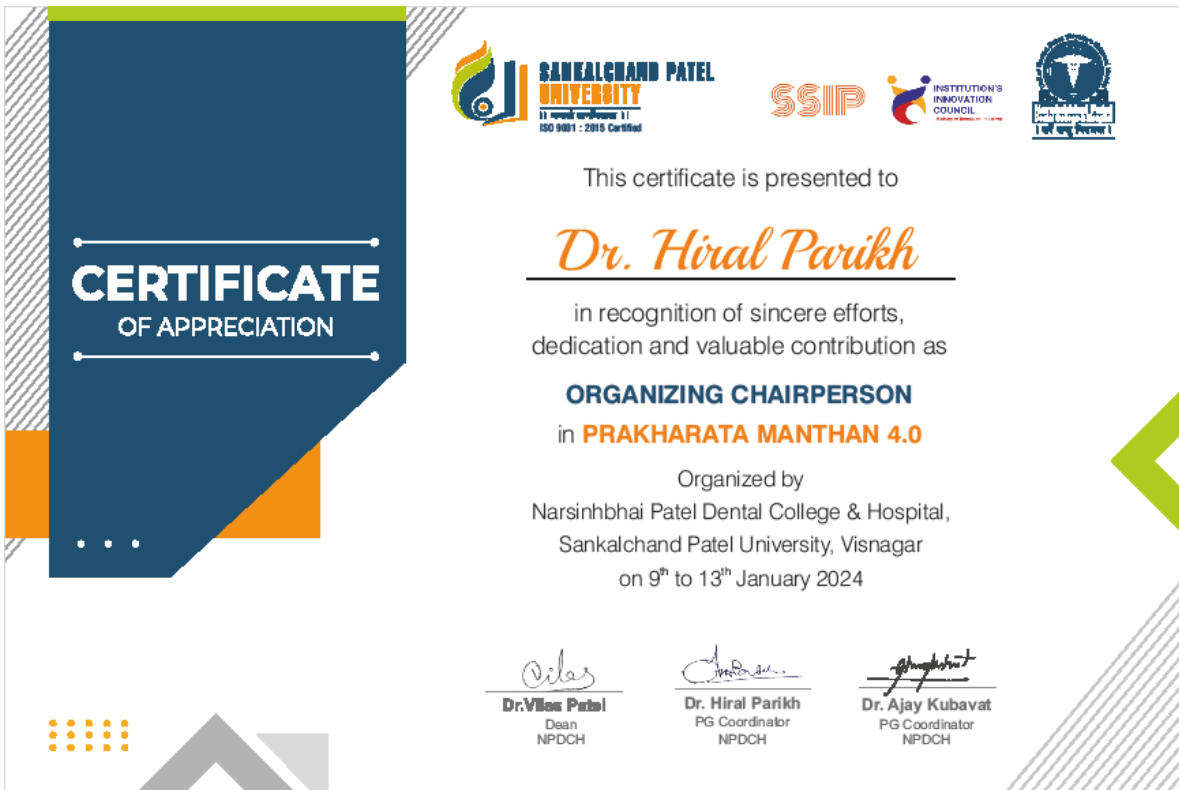 SANKALCHAND PATEL
UNIVERSITY
ISO 9001 : 2015 Certified
SSIP
INSTITUTION'S
INNOVATION
COUNCIL
This certificate is presented to
Dr. Hiral Parikh
CERTIFICATE
OF APPRECIATION
in recognition of sincere efforts,
dedication and valuable contribution as
ORGANIZING CHAIRPERSON
in PRAKHARATA MANTHAN 4.0
Organized by
Narsinhbhai Patel Dental College & Hospital,
Sankalchand Patel University, Visnagar
on 9th to 13th January 2024
Vilas
Dr.Vilas Patel
Dean
NPDCH
Dr. Hiral Parikh
PG Coordinator
NPDCH
Dr. Ajay Kubavat
PG Coordinator
NPDCH